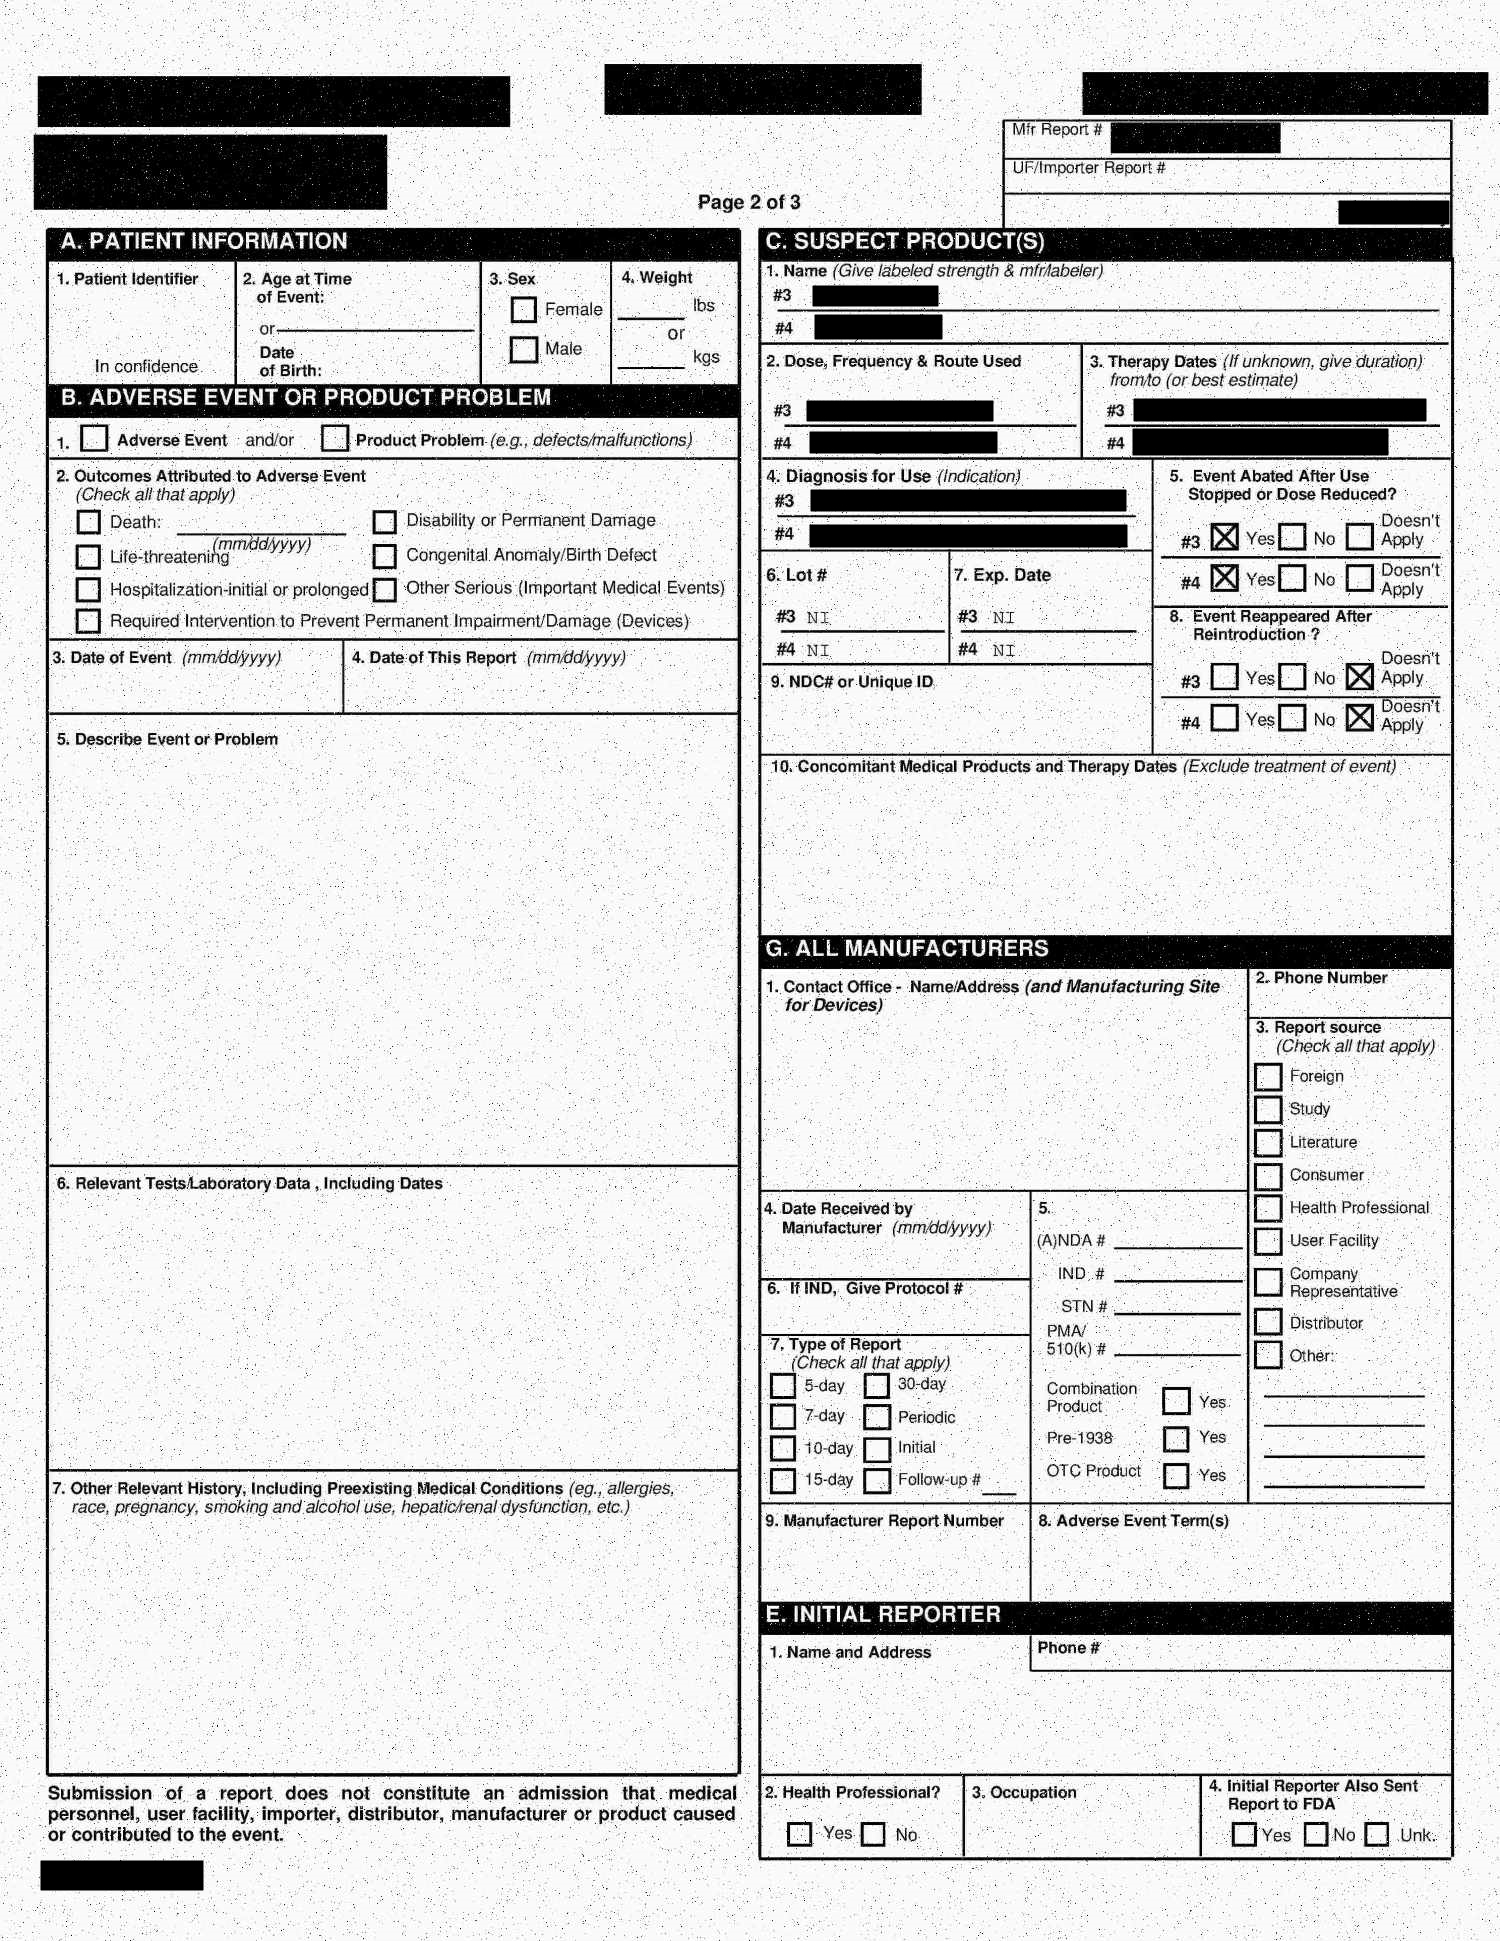 Mfr Report #
UF/Importer Report #
Page 2 of 3
A. PATIENT INFORMATION
1. Patient Identifier
In confidence
2. Age at Time
of Event:
or
Date
of Birth:
3. Sex
Female
Male
4. Weight
lbs
or
kgs
B. ADVERSE EVENT OR PRODUCT PROBLEM
1. Adverse Event and/or Product Problem (e.g., defects/malfunctions)
2. Outcomes Attributed to Adverse Event
(Check all that apply)
Death:
(mm/dd/yyyy)
Life-threatening
Hospitalization-initial or prolonged
Required Intervention to Prevent Permanent Impairment/Damage (Devices)
Disability or Permanent Damage
Congenital Anomaly/Birth Defect
Other Serious (Important Medical Events)
3. Date of Event (mm/dd/yyyy)
4. Date of This Report (mm/dd/yyyy)
5. Describe Event or Problem
6. Relevant Tests/Laboratory Data , Including Dates
7. Other Relevant History, Including Preexisting Medical Conditions (eg., allergies,
race, pregnancy, smoking and alcohol use, hepatic/renal dysfunction, etc.)
Submission of a report does not constitute an admission that medical
personnel, user facility, importer, distributor, manufacturer or product caused
or contributed to the event.
C. SUSPECT PRODUCT(S)
1. Name (Give labeled strength & mfr/labeler)
#3
#4
2. Dose, Frequency & Route Used
#3
#4
3. Therapy Dates (If unknown, give duration)
from/to (or best estimate)
#3
#4
4. Diagnosis for Use (Indication)
#3
#4
5. Event Abated After Use
Stopped or Dose Reduced?
#3 Yes No Doesn't
Apply
#4 Yes No Doesn't
Apply
6. Lot #
#3 NI
#4 NI
7. Exp. Date
#3 NI
#4 NI
8. Event Reappeared After
Reintroduction ?
#3 Yes No Doesn't
Apply
#4 Yes No Doesn't
Apply
9. NDC# or Unique ID
10. Concomitant Medical Products and Therapy Dates (Exclude treatment of event)
G. ALL MANUFACTURERS
1. Contact Office - Name/Address (and Manufacturing Site
for Devices)
2. Phone Number
3. Report source
(Check all that apply)
Foreign
Study
Literature
Consumer
Health Professional
User Facility
Company
Representative
Distributor
Other:
4. Date Received by
Manufacturer (mm/dd/yyyy)
5.
(A)NDA #
IND #
STN #
PMA/
510(k) #
Combination
Product Yes
Pre-1938 Yes
OTC Product Yes
6. If IND, Give Protocol #
7. Type of Report
(Check all that apply)
5-day 30-day
7-day Periodic
10-day Initial
15-day Follow-up #
9. Manufacturer Report Number
8. Adverse Event Term(s)
E. INITIAL REPORTER
1. Name and Address
Phone #
2. Health Professional?
Yes No
3. Occupation
4. Initial Reporter Also Sent
Report to FDA
Yes No Unk.